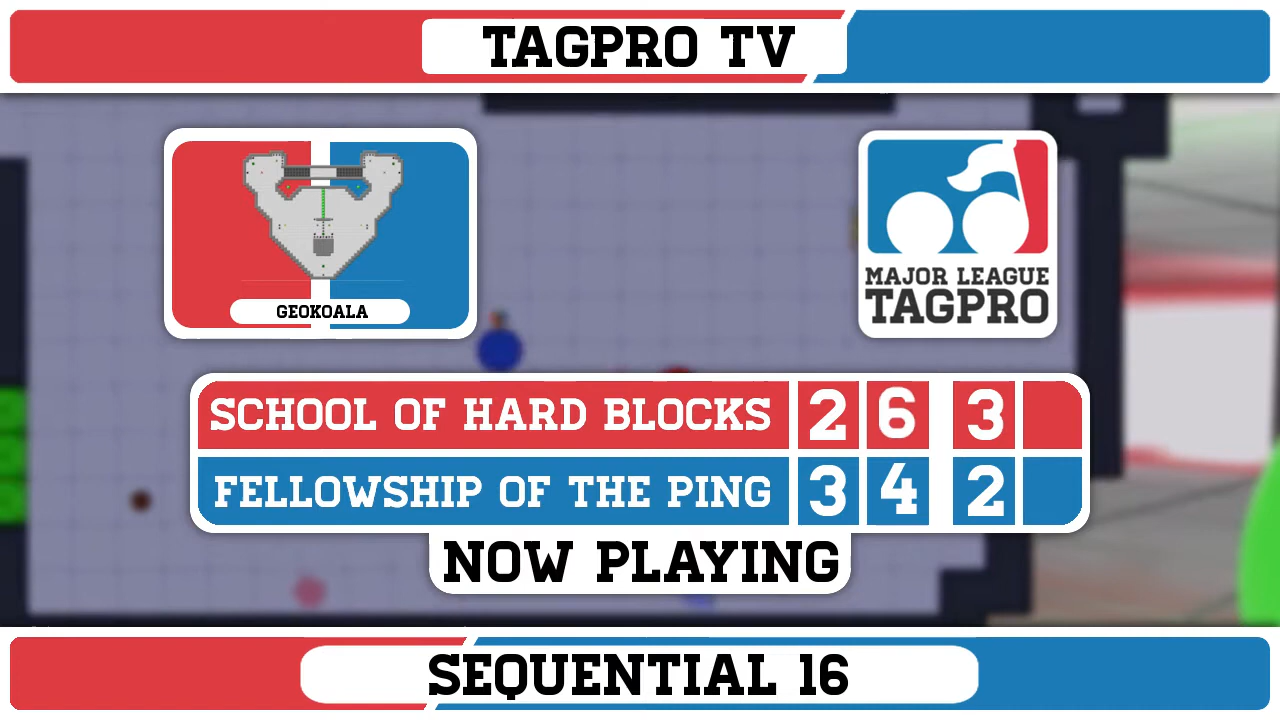 TAGPRO TV
GEOKOALA
MAJOR LEAGUE
TAGPRO
SCHOOL OF HARD BLOCKS 2 6 3
FELLOWSHIP OF THE PING 3 4 2
NOW PLAYING
SEQUENTIAL 16